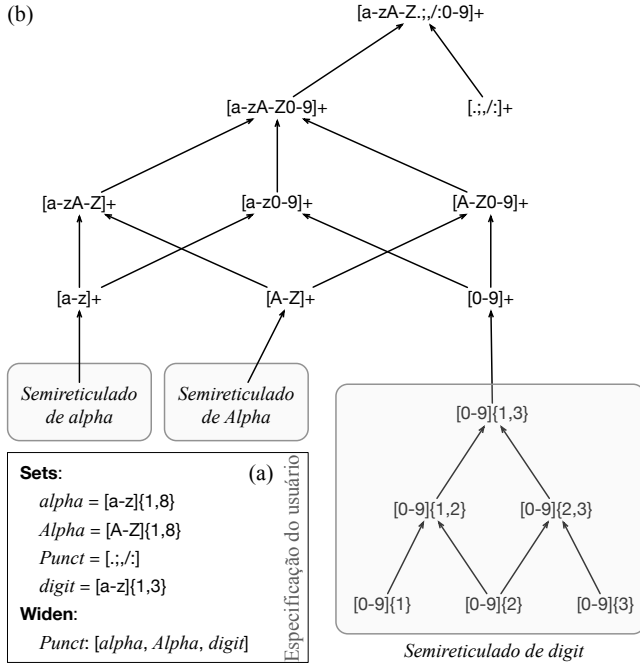 (b)
[a-zA-Z.;,/:0-9]+
[a-zA-Z0-9]+ [.;,/:]+
[a-zA-Z]+ [a-z0-9]+ [A-Z0-9]+
[a-z]+ [A-Z]+ [0-9]+
Semireticulado
de alpha
Semireticulado
de Alpha
[0-9]{1,3}
[0-9]{1,2} [0-9]{2,3}
[0-9]{1} [0-9]{2} [0-9]{3}
Semireticulado de digit
(a)
Sets:
alpha = [a-z]{1,8}
Alpha = [A-Z]{1,8}
Punct = [.;,/:]
digit = [a-z]{1,3}
Widen:
Punct: [alpha, Alpha, digit]
Especificação do usuário